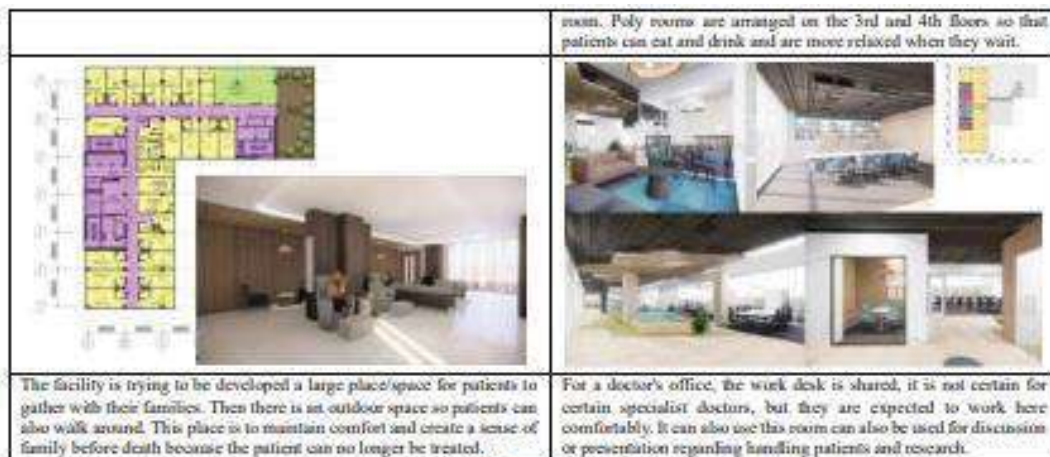 room. Poly rooms are arranged on the 3rd and 4th floors so that
patients can eat and drink and are more relaxed when they wait.
The facility is trying to be developed a large place/space for patients to
gather with their families. Then there is an outdoor space so patients can
also walk around. This place is to maintain comfort and create a sense of
family before death because the patient can no longer be treated.
For a doctor's office, the work desk is shared, it is not certain for
certain specialist doctors, but they are expected to work here
comfortably. It can also use this room can also be used for discussion
or presentation regarding handling patients and research.